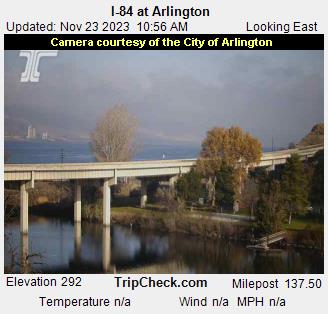 I-84 at Arlington
Updated: Nov 23 2023 10:56 AM Looking East
Camera courtesy of the City of Arlington
Elevation 292 TripCheck.com Milepost 137.50
Temperature n/a Wind n/a MPH n/a